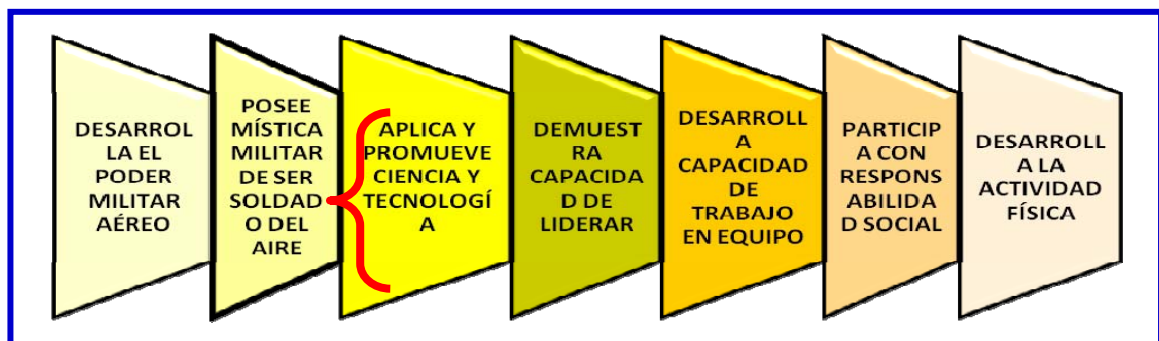 DESARROL
LA EL
PODER
MILITAR
AÉREO
POSEE
MÍSTICA
MILITAR
DE SER
SOLDAD
O DEL
AIRE
APLICA Y
PROMUEVE
CIENCIA Y
TECNOLOGÍ
A
DEMUEST
RA
CAPACIDA
D DE
LIDERAR
DESARROLL
A
CAPACIDAD
DE
TRABAJO
EN EQUIPO
PARTICIP
A CON
RESPONS
ABILIDA
D SOCIAL
DESARROLL
A LA
ACTIVIDAD
FÍSICA